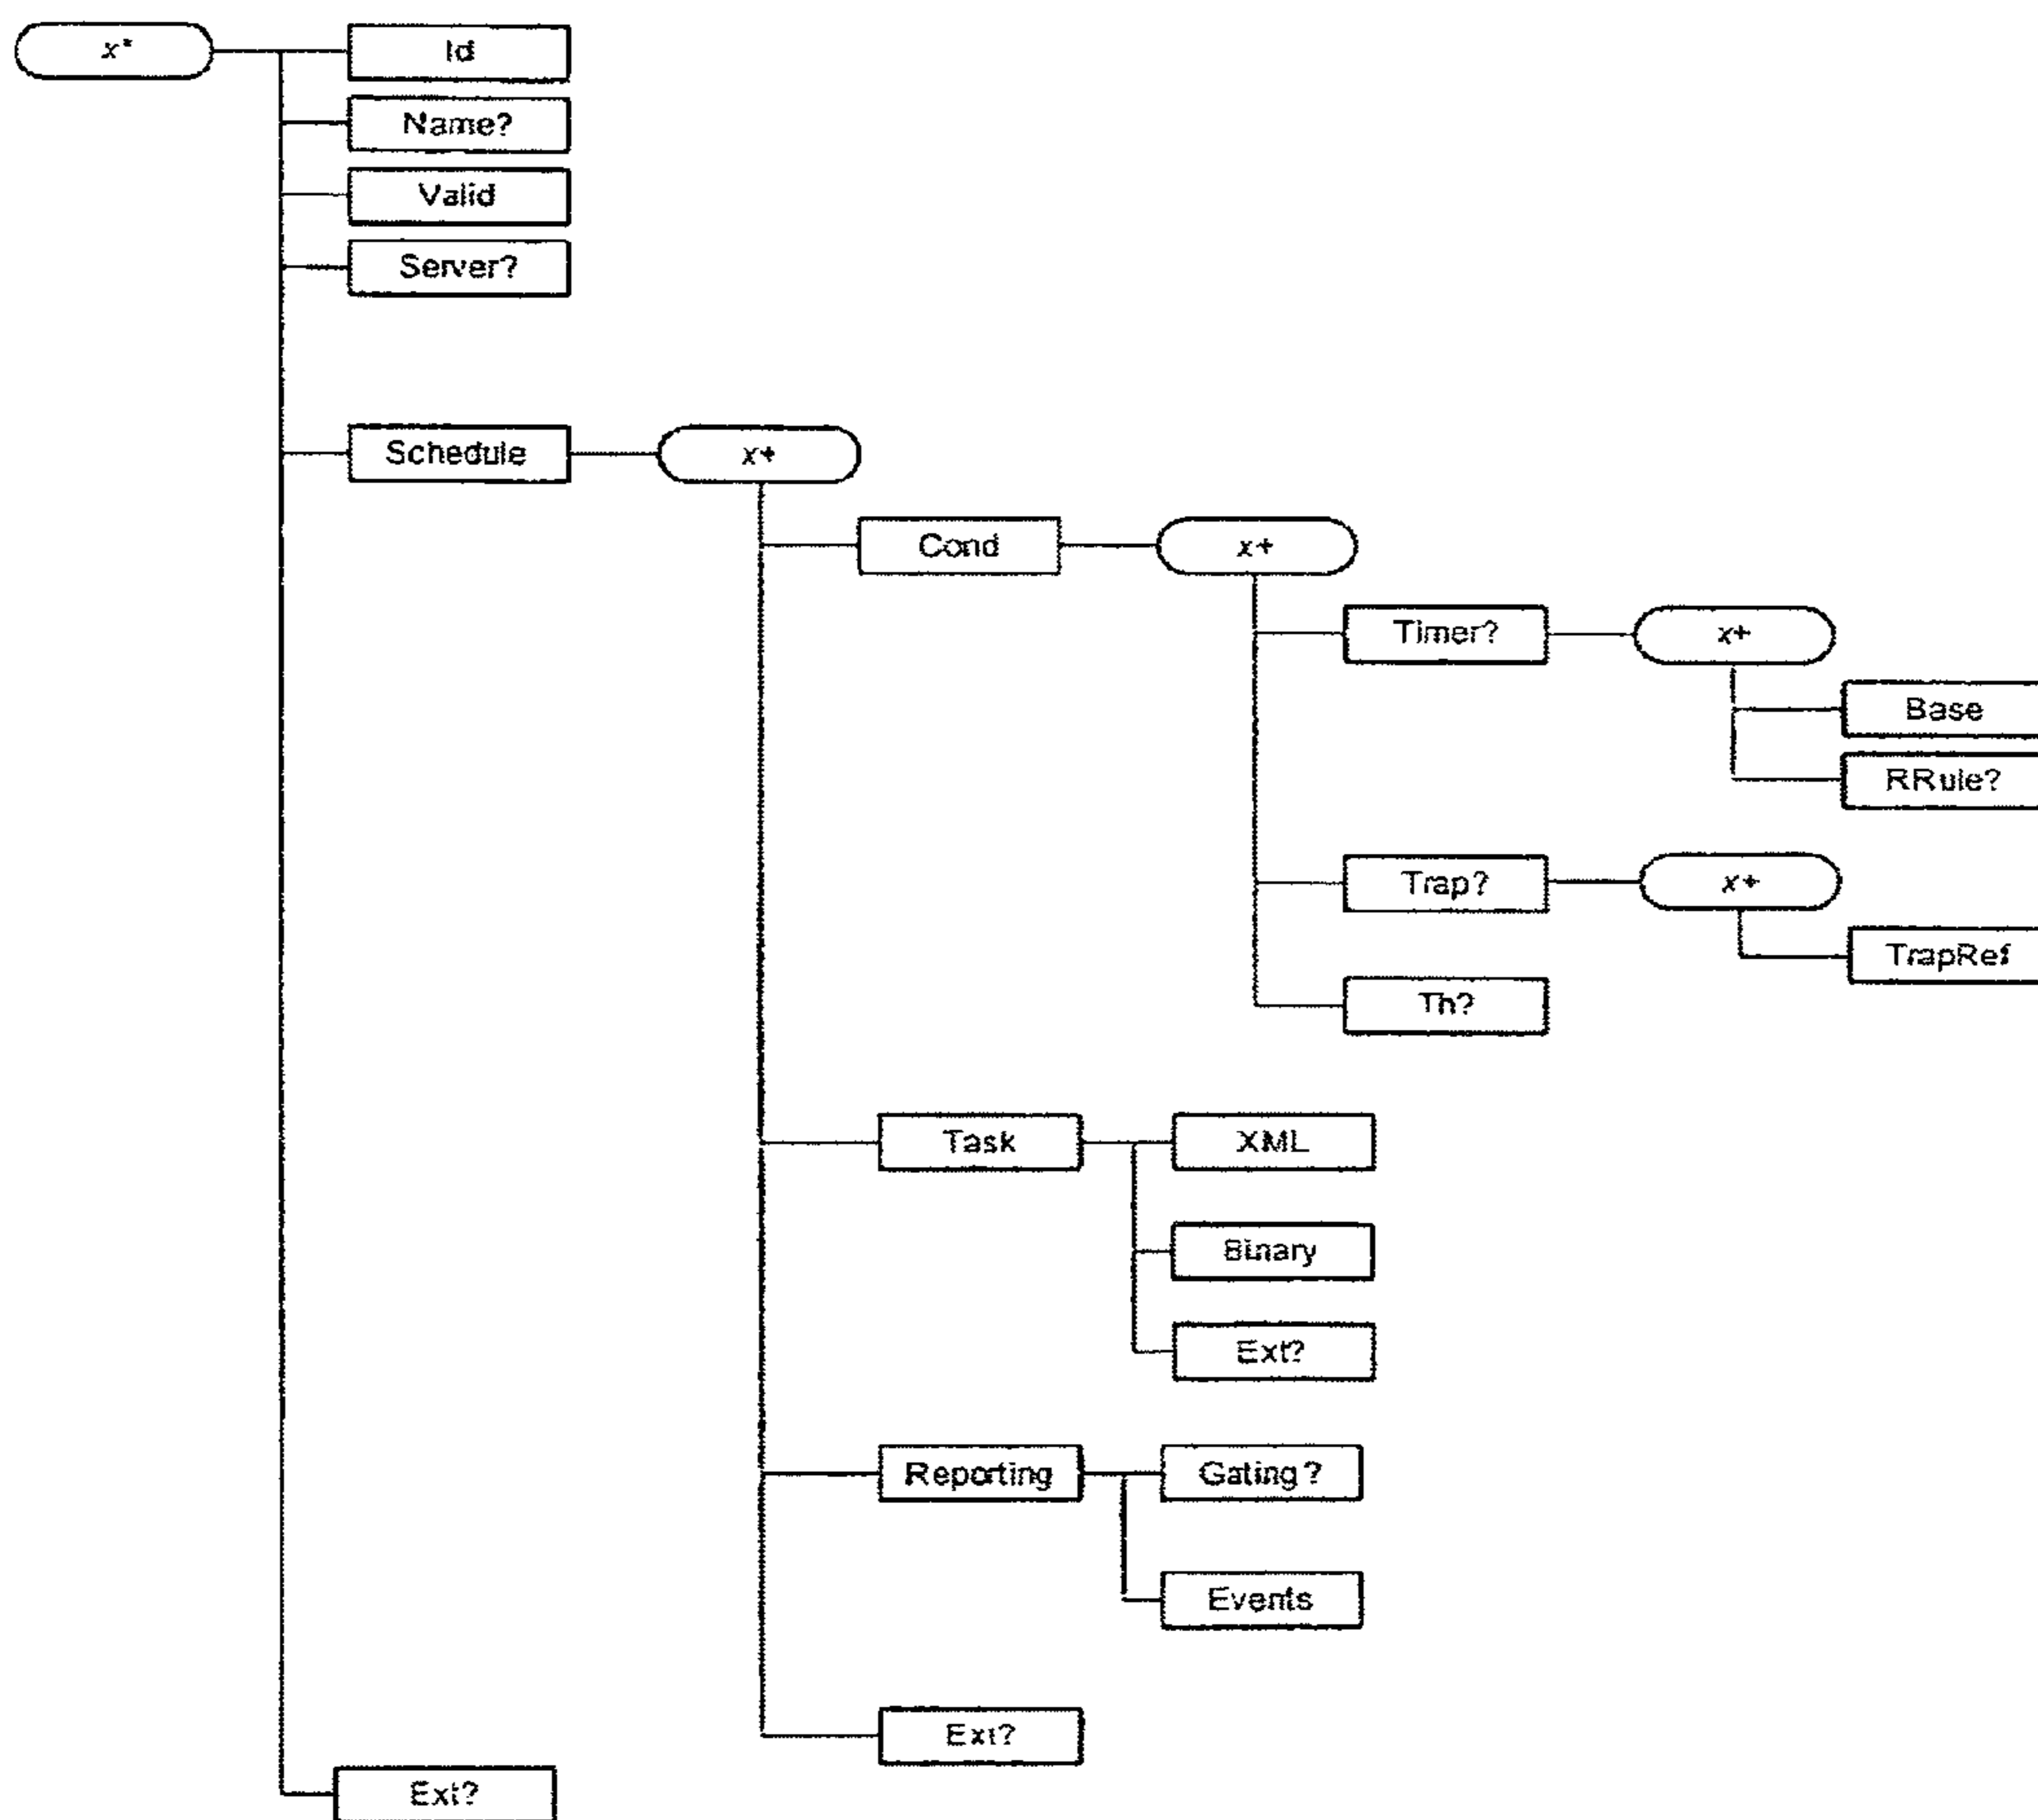 x*
Id
Name?
Valid
Server?
Schedule
x+
Cond
x+
Timer?
x+
Base
RRule?
Trap?
x+
TrapRef
Th?
Task
XML
Binary
Ext?
Reporting
Gating?
Events
Ext?
Ext?